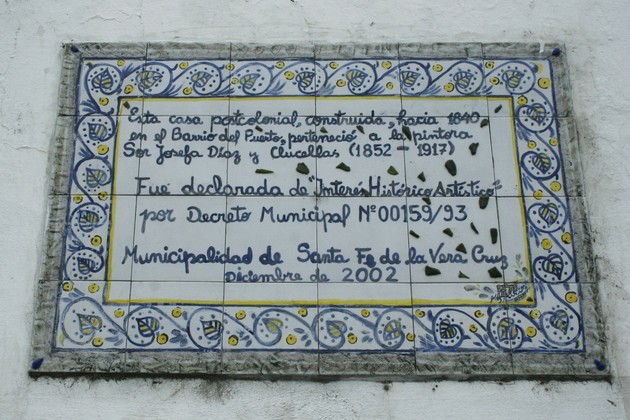 Esta casa postcolonial, construida, hacia 1840,
en el Barrio del Puerto, perteneció a la pintora
Sor Josefa Díaz y Clucellas, (1852 - 1917)
Fue declarada de "Interés Histórico Artístico"
por Decreto Municipal Nº 00159/93
Municipalidad de Santa Fe de la Vera Cruz
Diciembre de 2002